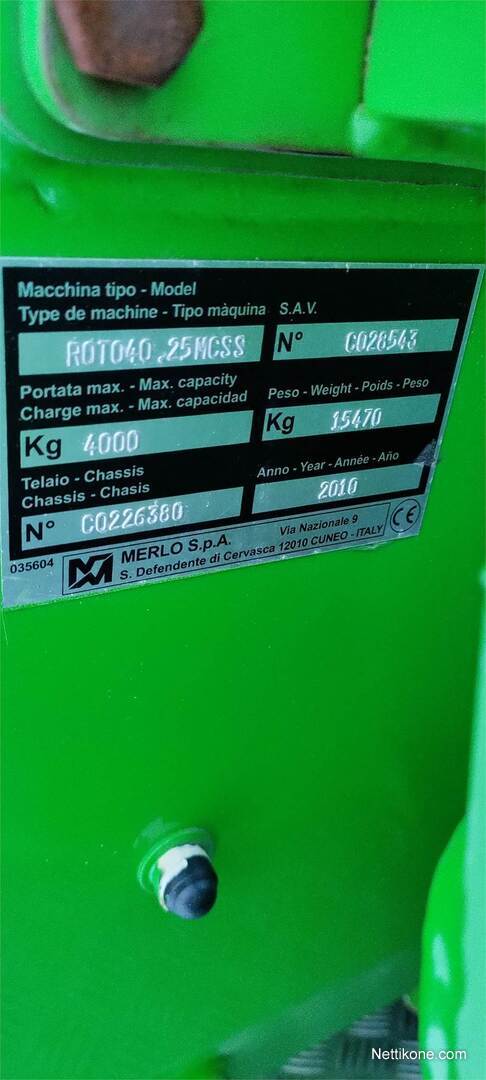 Macchina tipo - Model
Type de machine - Tipo màquina S.A.V.
ROTO40.25MCSS N° C028543
Portata max. - Max. capacity
Charge max. - Max. capacidad
Peso - Weight - Poids - Peso
Kg 4000 Kg 15470
Telaio - Chassis
Chassis - Chasis
Anno - Year - Année - Año
N° C0226380 2010
035604 MERLO S.p.A. Via Nazionale 9 CE
S. Defendente di Cervasca 12010 CUNEO - ITALY
Nettikone.com